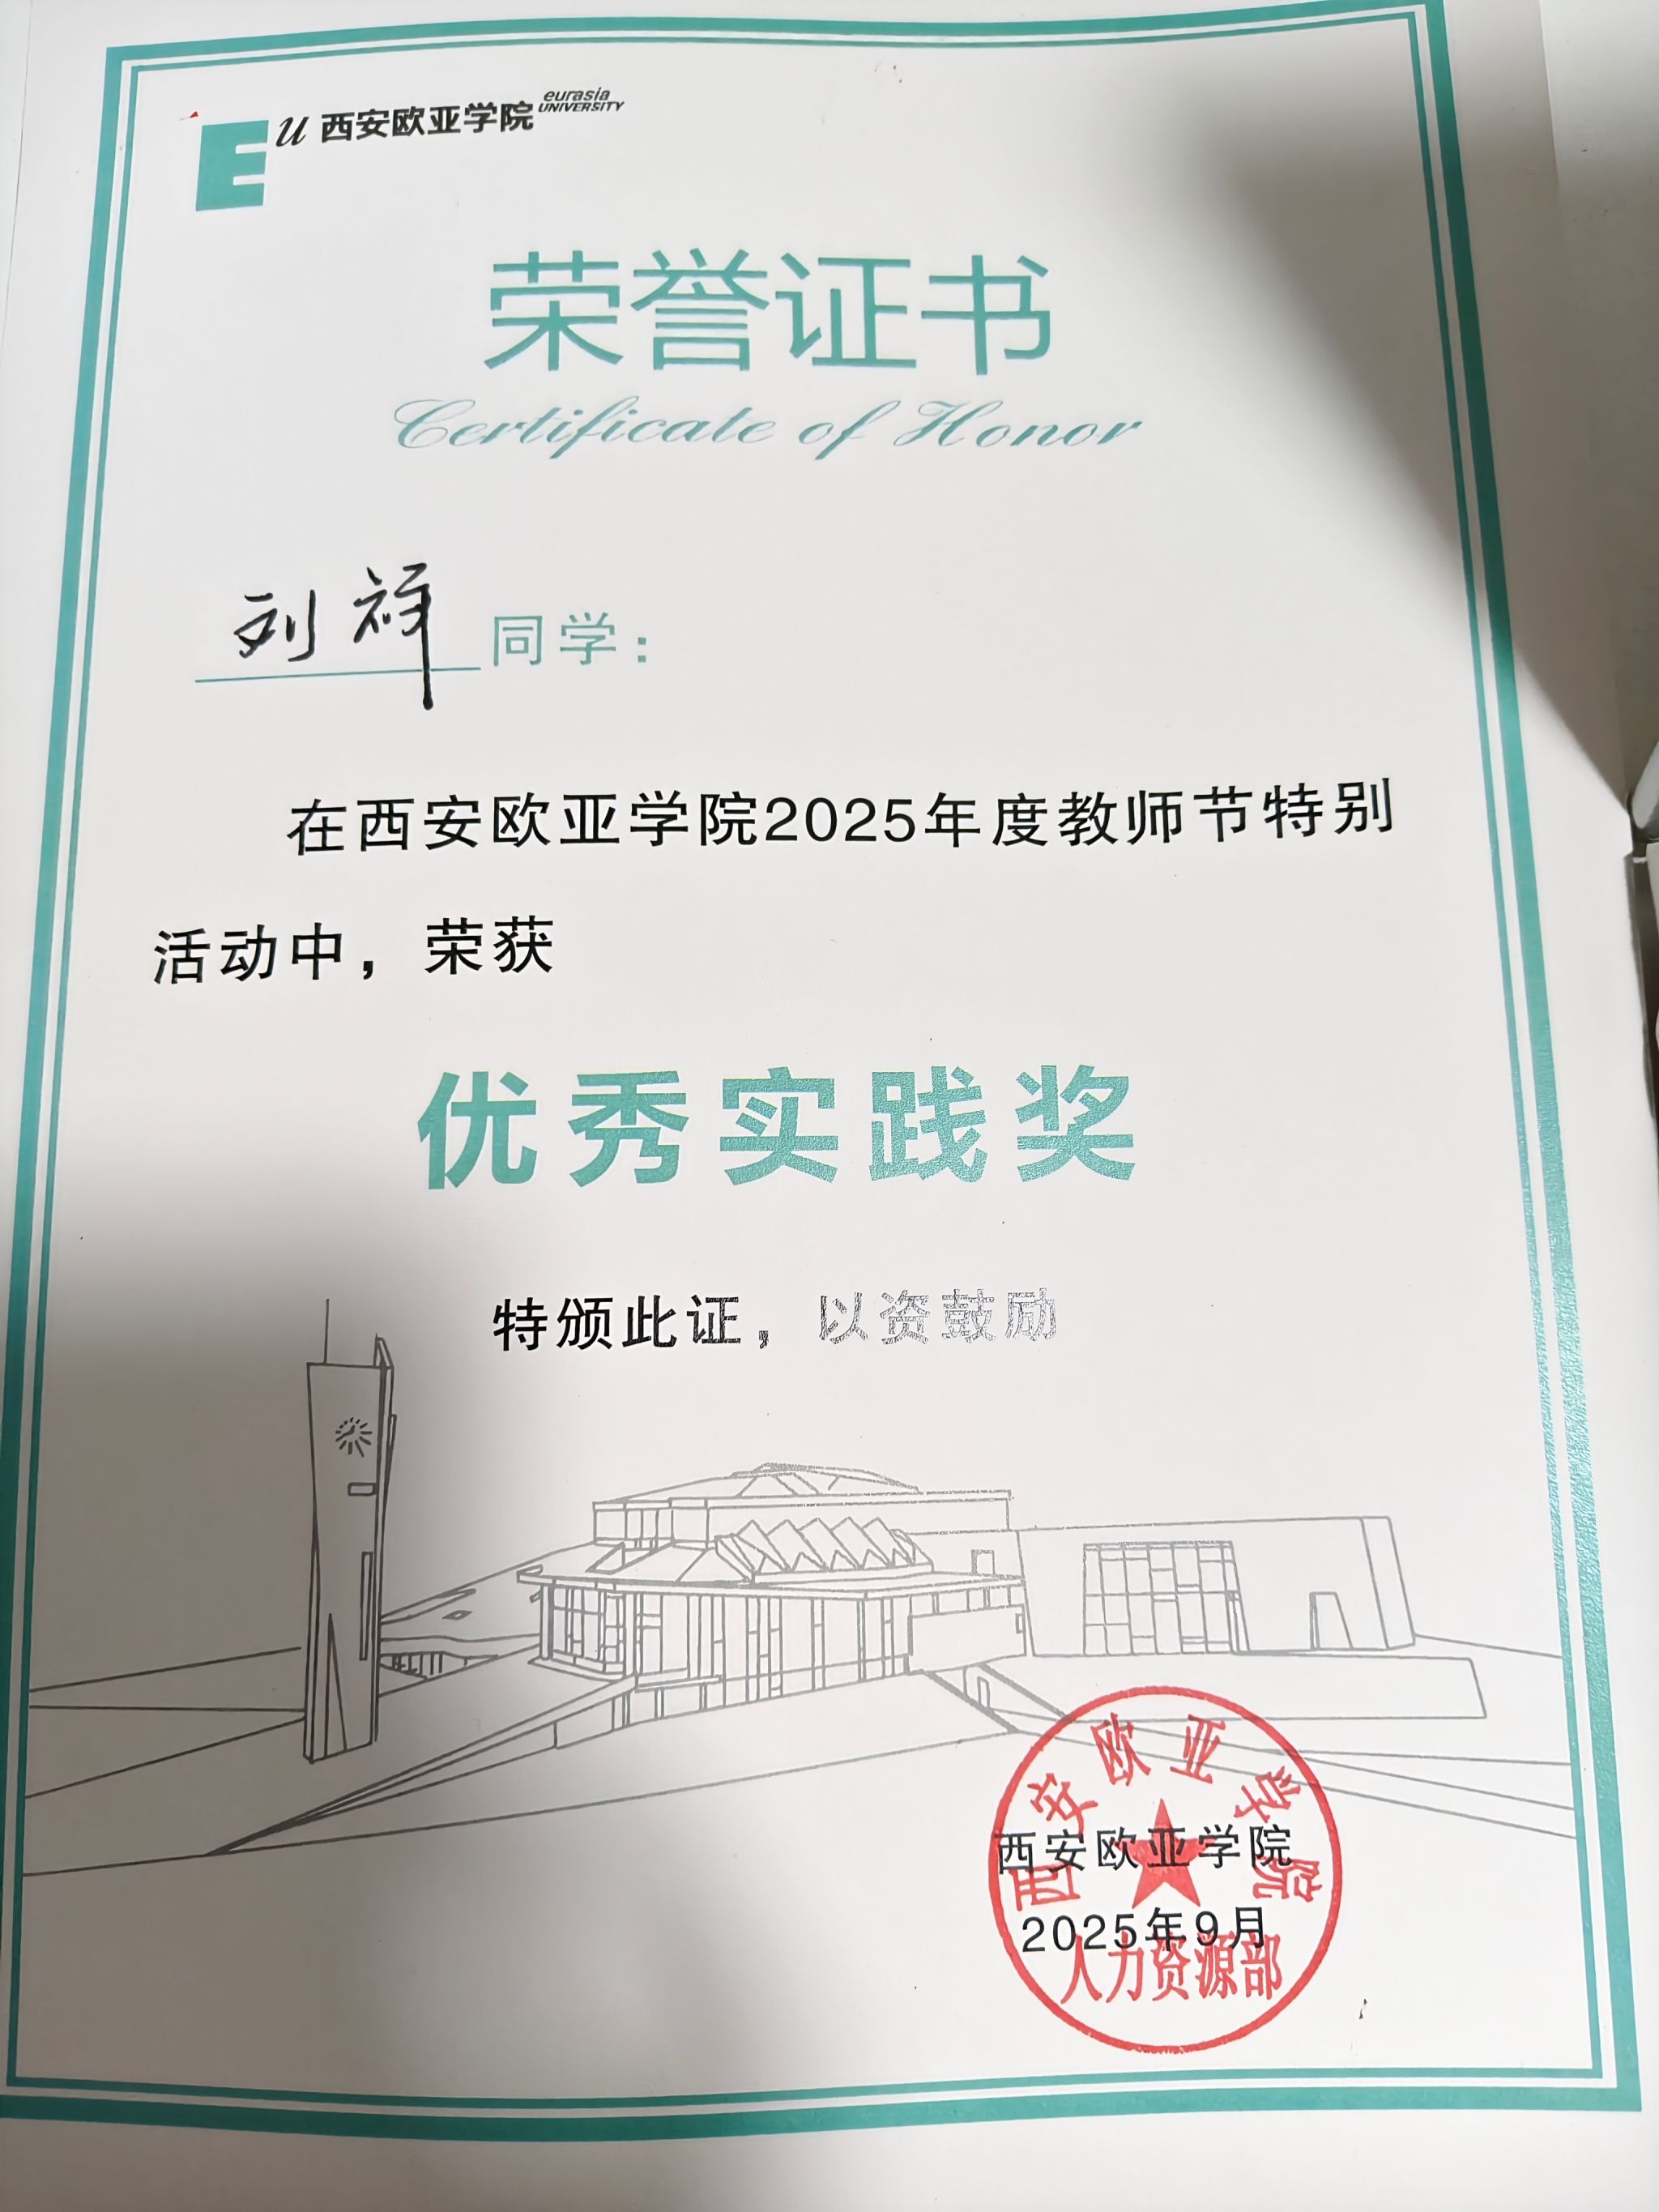 EU 西安欧亚学院 eurasia UNIVERSITY
荣誉证书
Certificate of Honor
刘祥 同学：
在西安欧亚学院2025年度教师节特别
活动中，荣获
优秀实践奖
特颁此证，以资鼓励
西安欧亚学院
西安欧亚学院
2025年9月
人力资源部